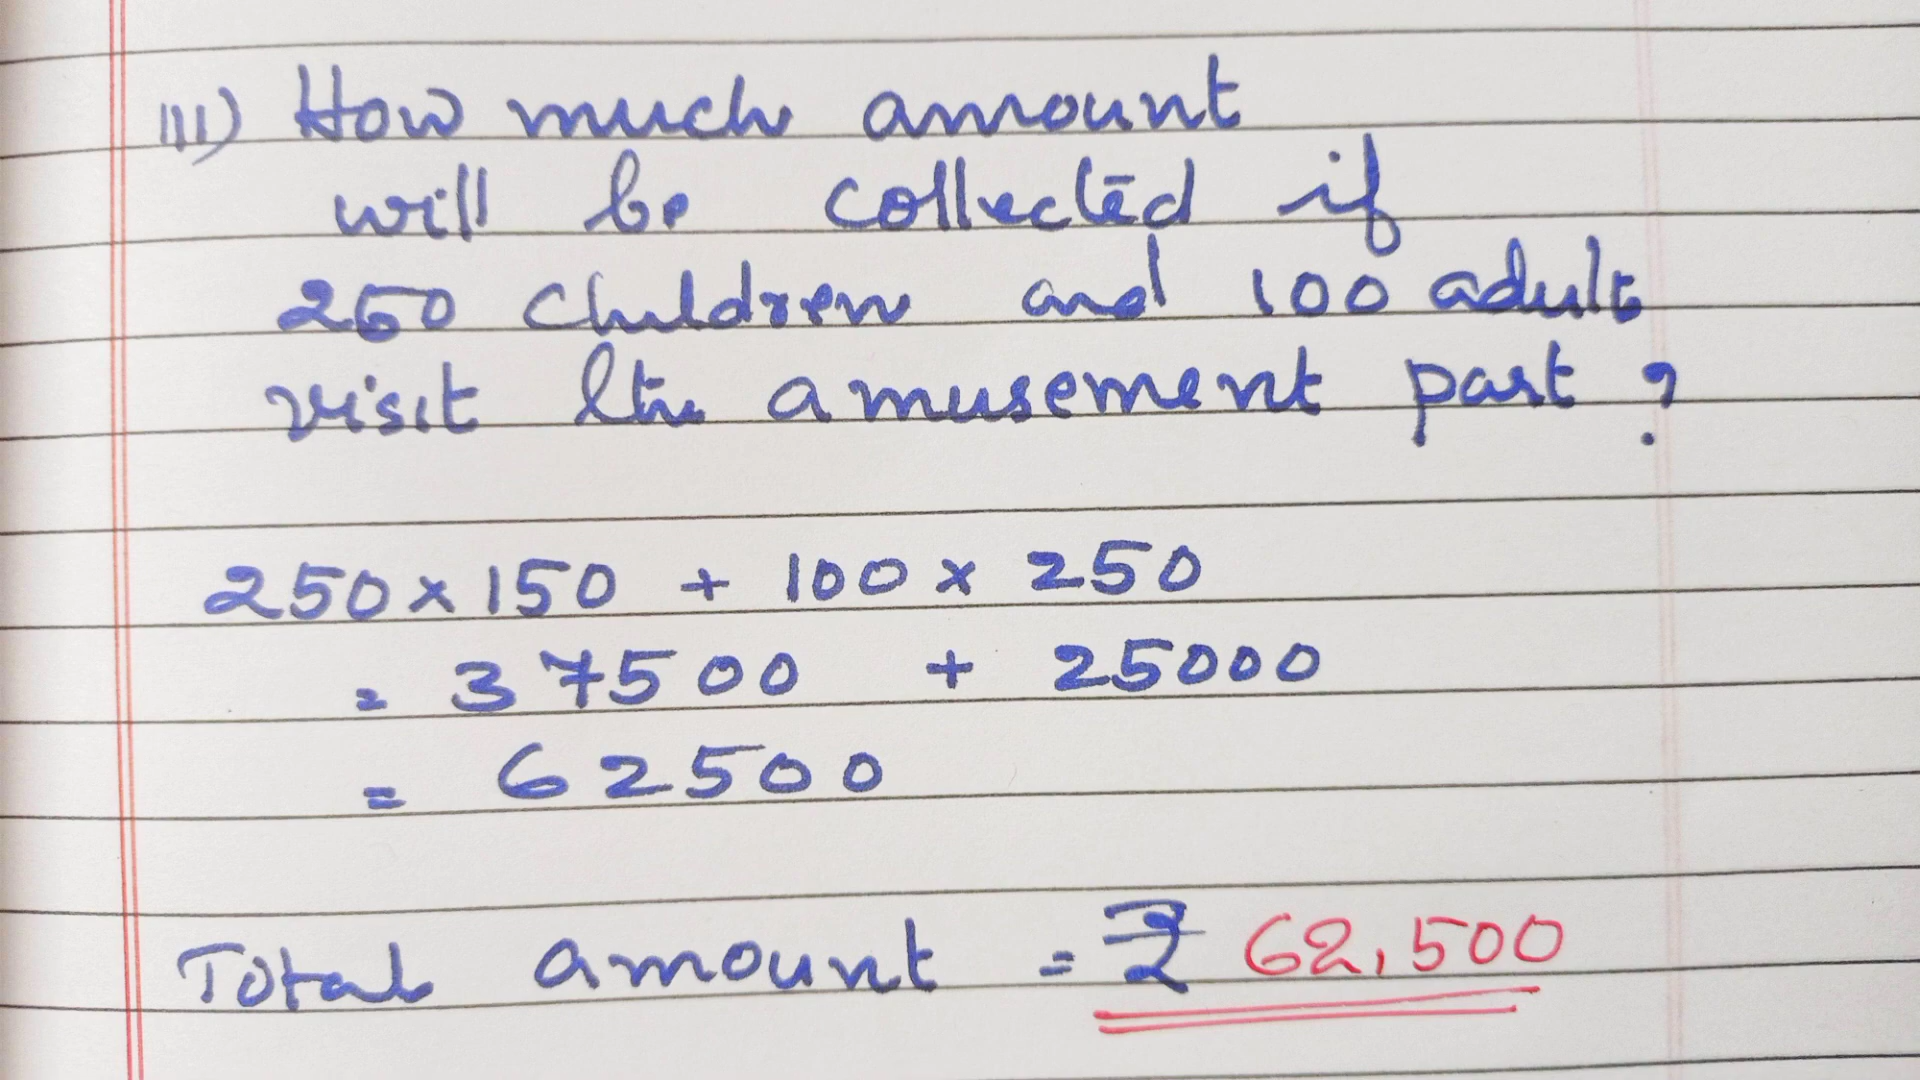 III) How much amount
will be collected if
250 children and 100 adults
visit the amusement part ?
250 × 150 + 100 × 250
= 37500 + 25000
= 62500
Total amount = ₹ 62,500